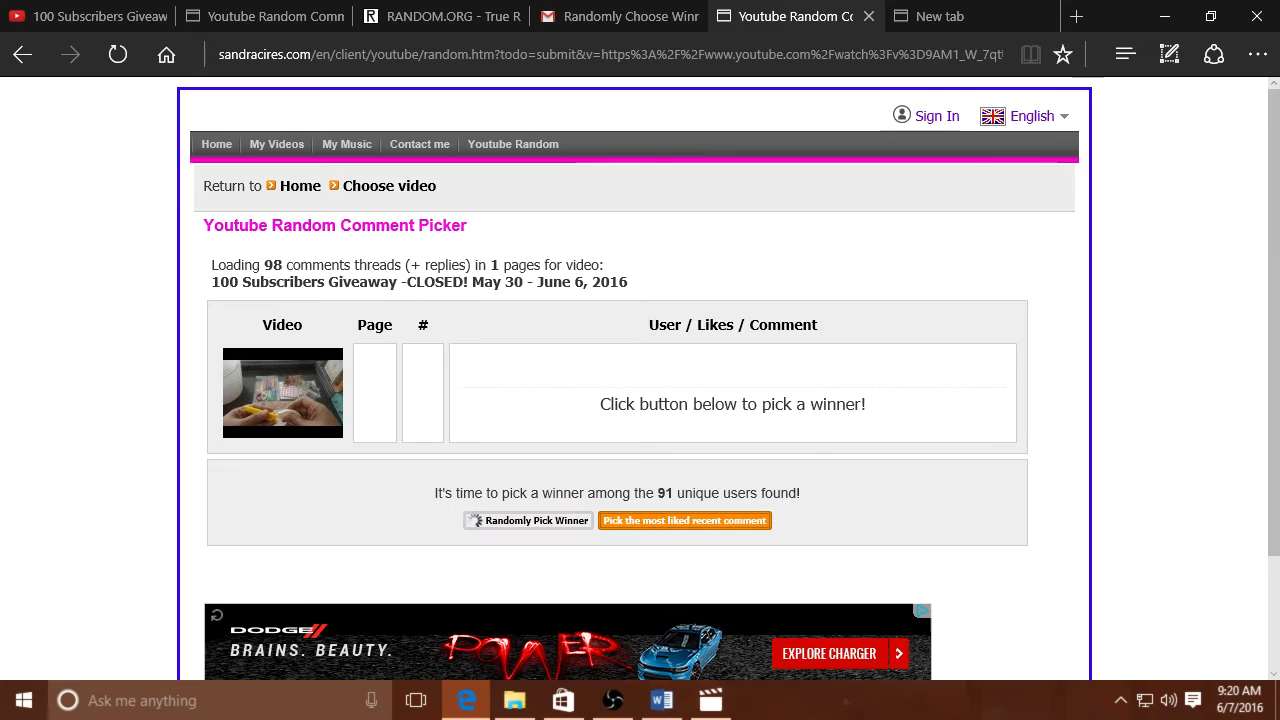 100 Subscribers Giveaw
Youtube Random Comn
RANDOM.ORG - True R
Randomly Choose Winr
Youtube Random Co
New tab
sandracires.com/en/client/youtube/random.htm?todo=submit&v=https%3A%2F%2Fwww.youtube.com%2Fwatch%3Fv%3D9AM1_W_7qt
Sign In
English
Home
My Videos
My Music
Contact me
Youtube Random
Return to Home Choose video
Youtube Random Comment Picker
Loading 98 comments threads (+ replies) in 1 pages for video:
100 Subscribers Giveaway -CLOSED! May 30 - June 6, 2016
Video Page # User / Likes / Comment
Click button below to pick a winner!
It's time to pick a winner among the 91 unique users found!
Randomly Pick Winner
Pick the most liked recent comment
DODGE
BRAINS. BEAUTY.
POWER
EXPLORE CHARGER
Ask me anything
9:20 AM
6/7/2016